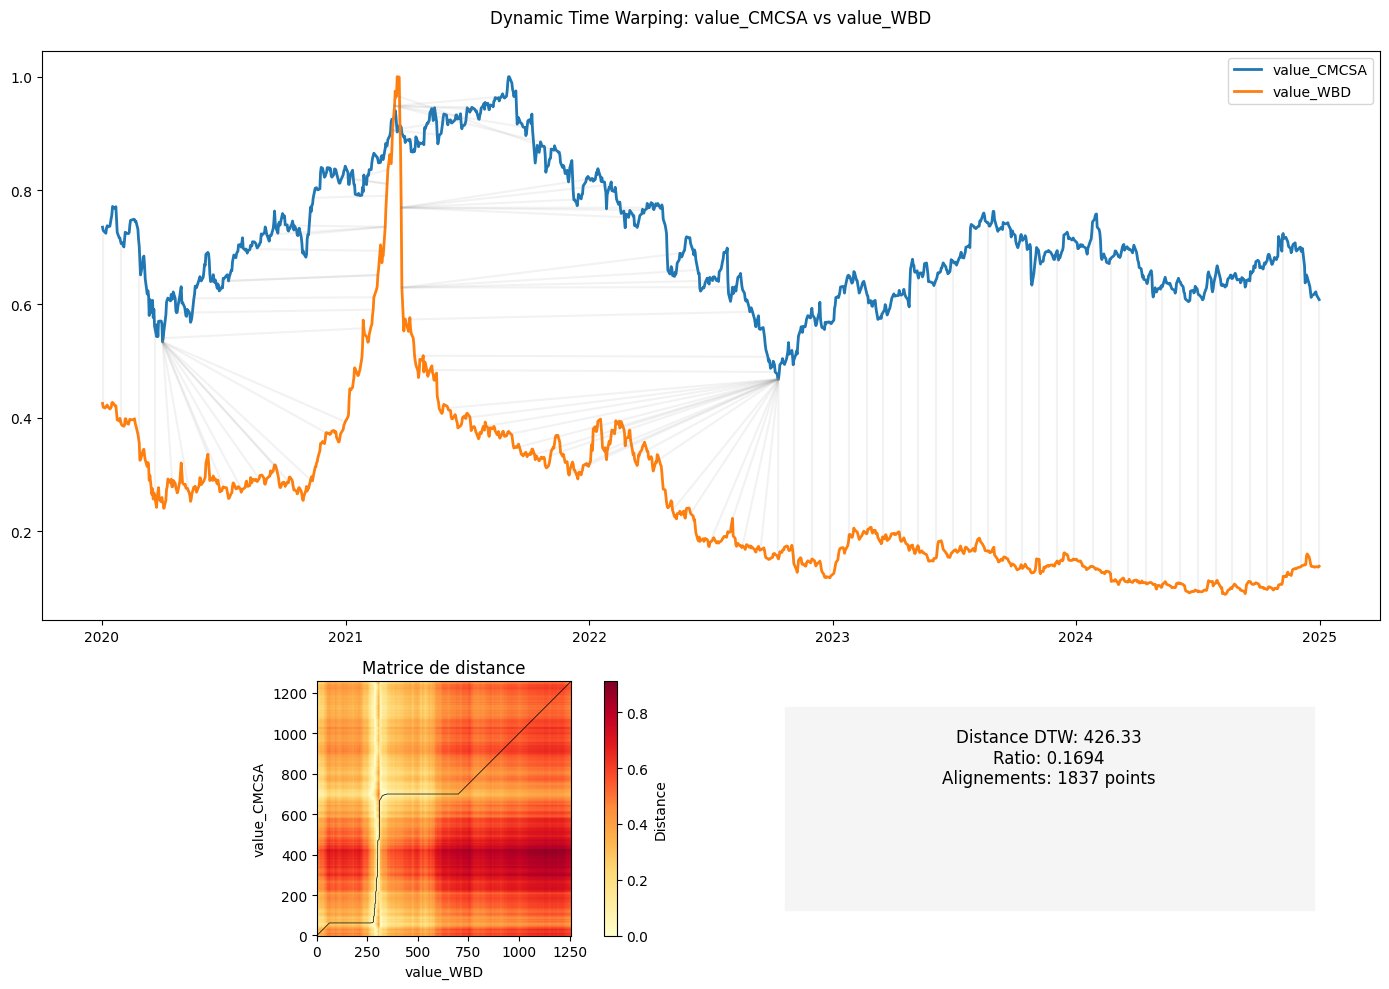 Dynamic Time Warping: value_CMCSA vs value_WBD
1.0
0.8
0.6
0.4
0.2
value_CMCSA
value_WBD
2020 2021 2022 2023 2024 2025
Matrice de distance
1200
1000
800
600
400
200
0
value_CMCSA
0 250 500 750 1000 1250
value_WBD
0.8
0.6
0.4
0.2
0.0
Distance
Distance DTW: 426.33
Ratio: 0.1694
Alignements: 1837 points